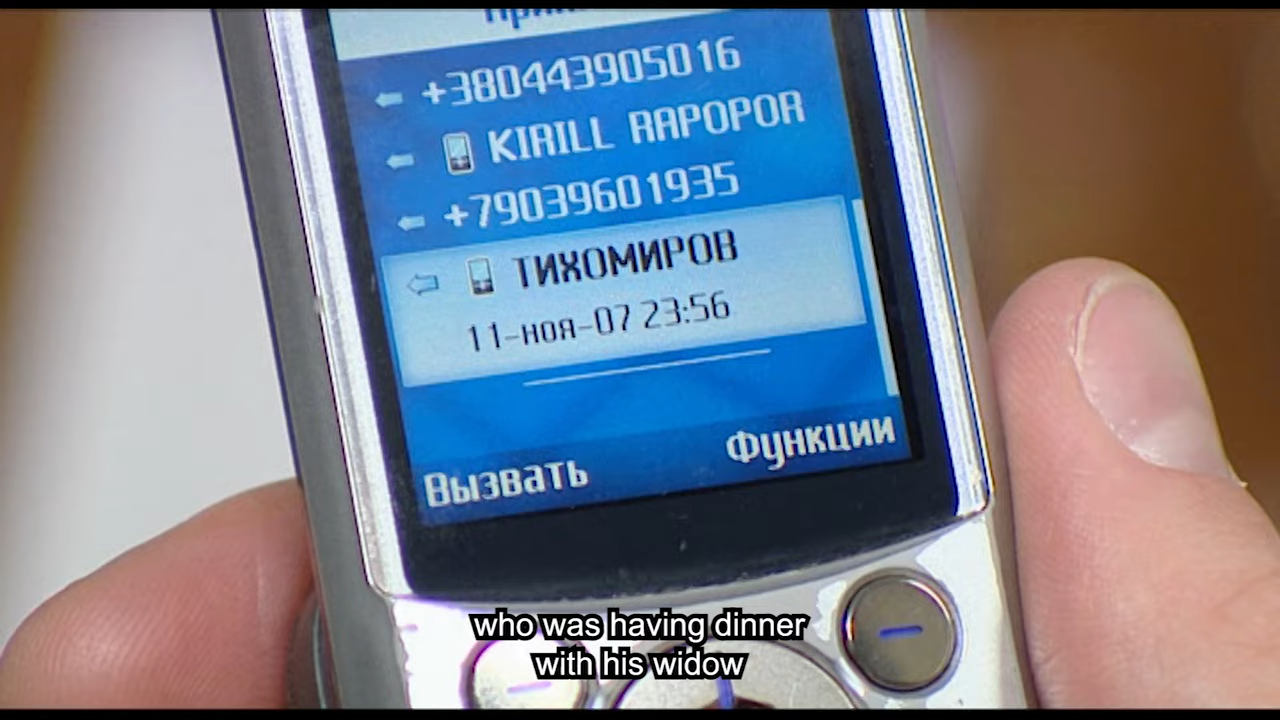 +380443905016
KIRILL RAPOPOR
+79039601935
ТИХОМИРОВ
11-ноя-07 23:56
Функции
Вызвать
who was having dinner
with his widow